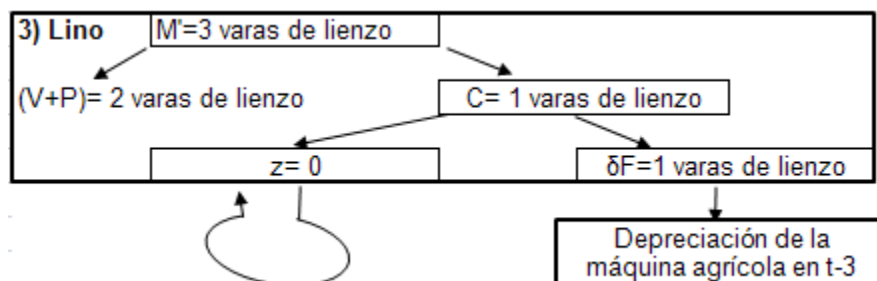 3) Lino M'=3 varas de lienzo
(V+P)= 2 varas de lienzo C= 1 varas de lienzo
z= 0 δF=1 varas de lienzo
Depreciación de la
máquina agrícola en t-3